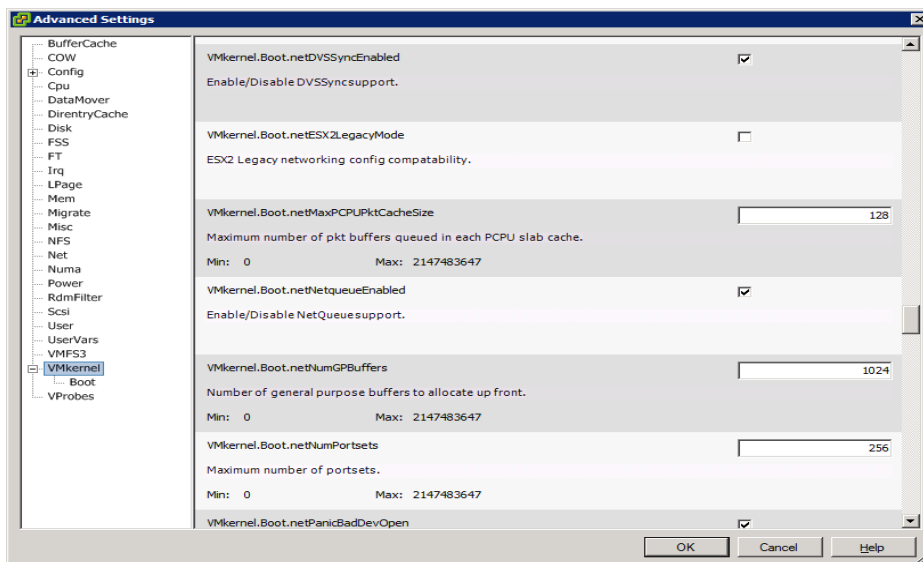 Advanced Settings
BufferCache
COW
Config
Cpu
DataMover
DirentryCache
Disk
FSS
FT
Irq
LPage
Mem
Migrate
Misc
NFS
Net
Numa
Power
RdmFilter
Scsi
User
UserVars
VMFS3
VMkernel
Boot
VProbes
VMkernel.Boot.netDVSSyncEnabled
Enable/Disable DVSSyncsupport.
VMkernel.Boot.netESX2LegacyMode
ESX2 Legacy networking config compatability.
VMkernel.Boot.netMaxPCPUPktCacheSize 128
Maximum number of pkt buffers queued in each PCPU slab cache.
Min: 0 Max: 2147483647
VMkernel.Boot.netNetqueueEnabled
Enable/Disable NetQueuesupport.
VMkernel.Boot.netNumGPBuffers 1024
Number of general purpose buffers to allocate up front.
Min: 0 Max: 2147483647
VMkernel.Boot.netNumPortsets 256
Maximum number of portsets.
Min: 0 Max: 2147483647
VMkernel.Boot.netPanicBadDevOpen
OK Cancel Help